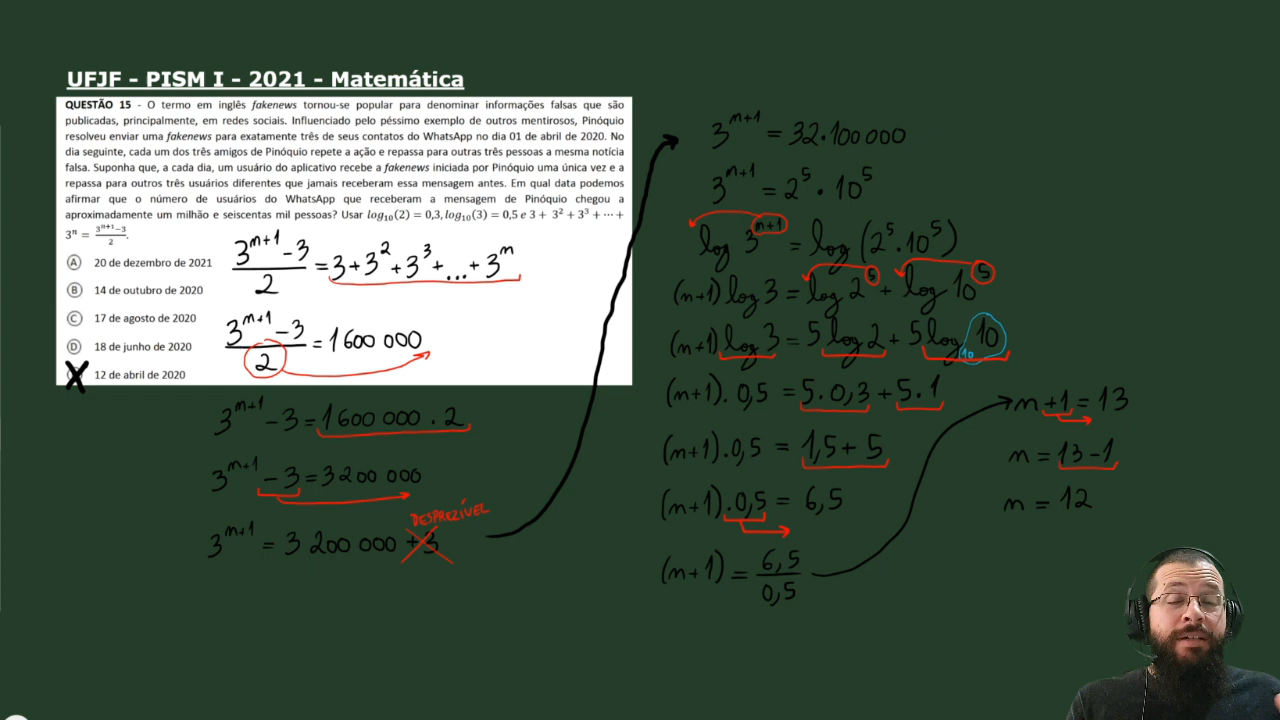 UFJF - PISM I - 2021 - Matemática
QUESTÃO 15 - O termo em inglês fakenews tornou-se popular para denominar informações falsas que são
publicadas, principalmente, em redes sociais. Influenciado pelo péssimo exemplo de outros mentirosos, Pinóquio
resolveu enviar uma fakenews para exatamente três de seus contatos do WhatsApp no dia 01 de abril de 2020. No
dia seguinte, cada um dos três amigos de Pinóquio repete a ação e repassa para outras três pessoas a mesma notícia
falsa. Suponha que, a cada dia, um usuário do aplicativo recebe a fakenews iniciada por Pinóquio uma única vez e a
repassa para outros três usuários diferentes que jamais receberam essa mensagem antes. Em qual data podemos
afirmar que o número de usuários do WhatsApp que receberam a mensagem de Pinóquio chegou a
aproximadamente um milhão e seiscentas mil pessoas? Usar log₁₀(2) = 0,3, log₁₀(3) = 0,5 e 3 + 3² + 3³ + ⋯ +
3ⁿ = (3ⁿ⁺¹−3)/2.
A 20 de dezembro de 2021
B 14 de outubro de 2020
C 17 de agosto de 2020
D 18 de junho de 2020
X 12 de abril de 2020
(3ⁿ⁺¹ - 3)/2 = 3 + 3² + 3³ + ... + 3ⁿ
(3ⁿ⁺¹ - 3)/2 = 1 600 000
3ⁿ⁺¹ - 3 = 1 600 000 . 2
3ⁿ⁺¹ - 3 = 3 200 000
DESPREZÍVEL
3ⁿ⁺¹ = 3 200 000 + 3
3ⁿ⁺¹ = 32 . 100 000
3ⁿ⁺¹ = 2⁵ . 10⁵
log 3ⁿ⁺¹ = log (2⁵ . 10⁵)
(n+1) log 3 = log 2⁵ + log 10⁵
(n+1) log 3 = 5 log 2 + 5 log₁₀ 10
(n+1) . 0,5 = 5 . 0,3 + 5 . 1
(n+1) . 0,5 = 1,5 + 5
(n+1) . 0,5 = 6,5
(n+1) = 6,5/0,5
n + 1 = 13
n = 13 - 1
n = 12